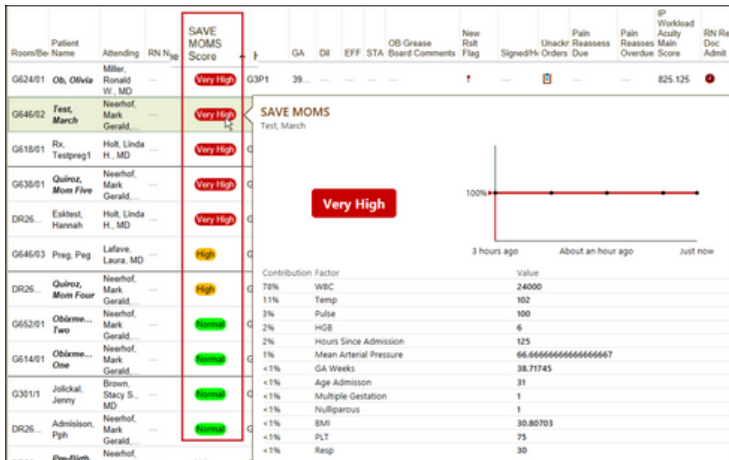 Room/Be Patient Name Attending RN N SAVE MOMS Score GA Dil EFF STA OB Grease Board Comments New Rslt Flag Signed/H Unackr Orders Pain Reassess Due Pain Reasses Overdue IP Workload Acuity Main Score RN Re Doc Admit
G624/01 Ob, Olivia Miller, Ronald W., MD — Very High G3P1 39... — — — — ! — — 825.125
G646/02 Test, March Neerhof, Mark Gerald,... — Very High
G618/01 Rx, Testpreg1 Holt, Linda H., MD — Very High G
G638/01 Quiroz, Mom Five Neerhof, Mark Gerald,... — Very High G
DR26... Esktest, Hannah Holt, Linda H., MD — Very High G
G646/03 Preg, Peg Lafave, Laura, MD — High G
DR26... Quiroz, Mom Four Neerhof, Mark Gerald,... — High G
G652/01 Obixme... Two Neerhof, Mark Gerald,... — Normal G
G614/01 Obixme... One Neerhof, Mark Gerald,... — Normal G
G301/1 Jolickal, Jenny Brown, Stacy S., MD — Normal G
DR26... Admisison, Pph Neerhof, Mark Gerald,... — Normal G
Pre-Birth, Neerhof,
SAVE MOMS
Test, March
Very High
100%
3 hours ago About an hour ago Just now
Contribution Factor Value
78% WBC 24000
11% Temp 102
3% Pulse 100
2% HGB 6
2% Hours Since Admission 125
1% Mean Arterial Pressure 66.66666666666666667
<1% GA Weeks 38.71745
<1% Age Admisson 31
<1% Multiple Gestation 1
<1% Nulliparous 1
<1% BMI 30.80703
<1% PLT 75
<1% Resp 30